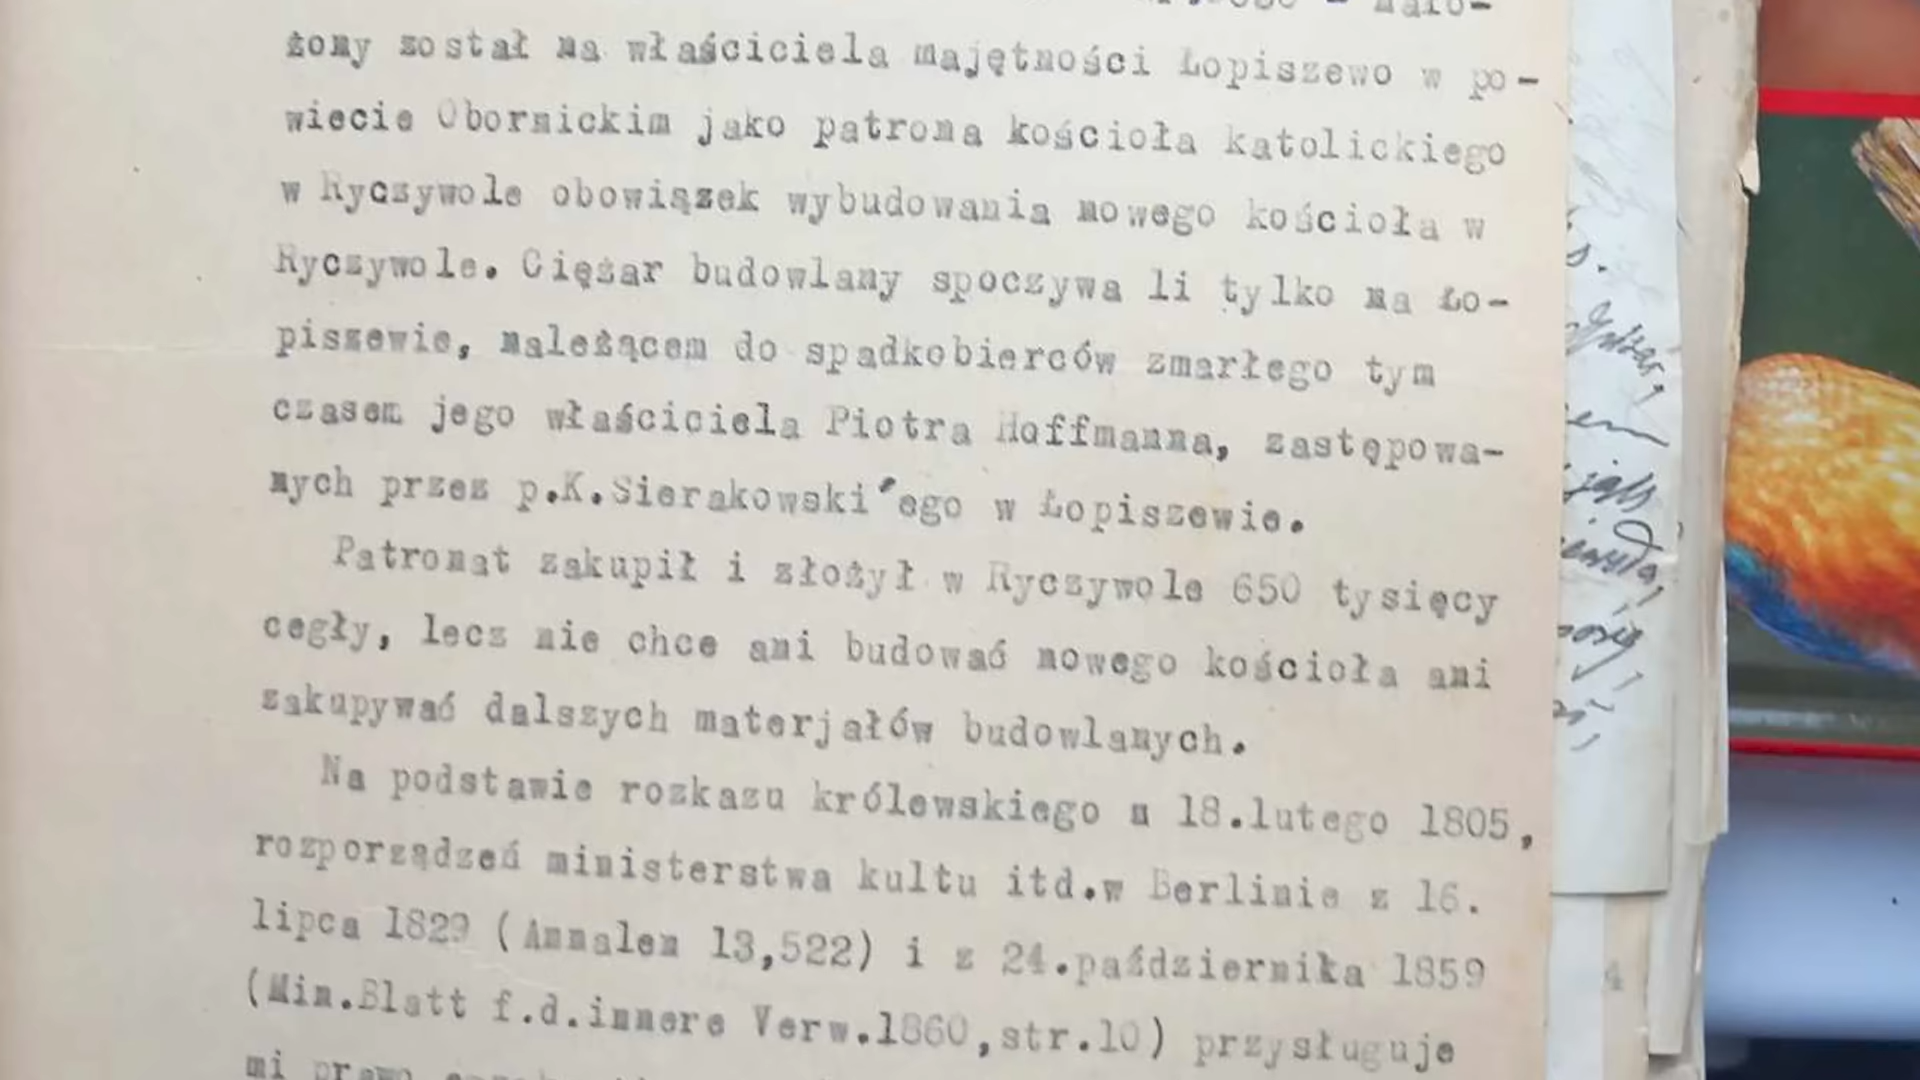 żony został na właściciela majętności Łopiszewo w po-
wiecie Obornickim jako patrona kościoła katolickiego
w Ryczywole obowiązek wybudowania nowego kościoła w
Ryczywole. Ciężar budowlany spoczywa li tylko na Ło-
piszewie, należącem do spadkobierców zmarłego tym
czasem jego właściciela Piotra Hoffmanna, zastępowa-
nych przez p.K.Sierakowski'ego w Łopiszewie.
Patronat zakupił i złożył w Ryczywole 650 tysięcy
cegły, lecz nie chce ani budować nowego kościoła ani
zakupywać dalszych materjałów budowlanych.
Na podstawie rozkazu królewskiego z 18.lutego 1805,
rozporządzeń ministerstwa kultu itd.w Berlinie z 16.
lipca 1829 (Annalen 13,522) i z 24.października 1859
(Min.Blatt f.d.innere Verw.1860,str.10) przysługuje
mi prawo